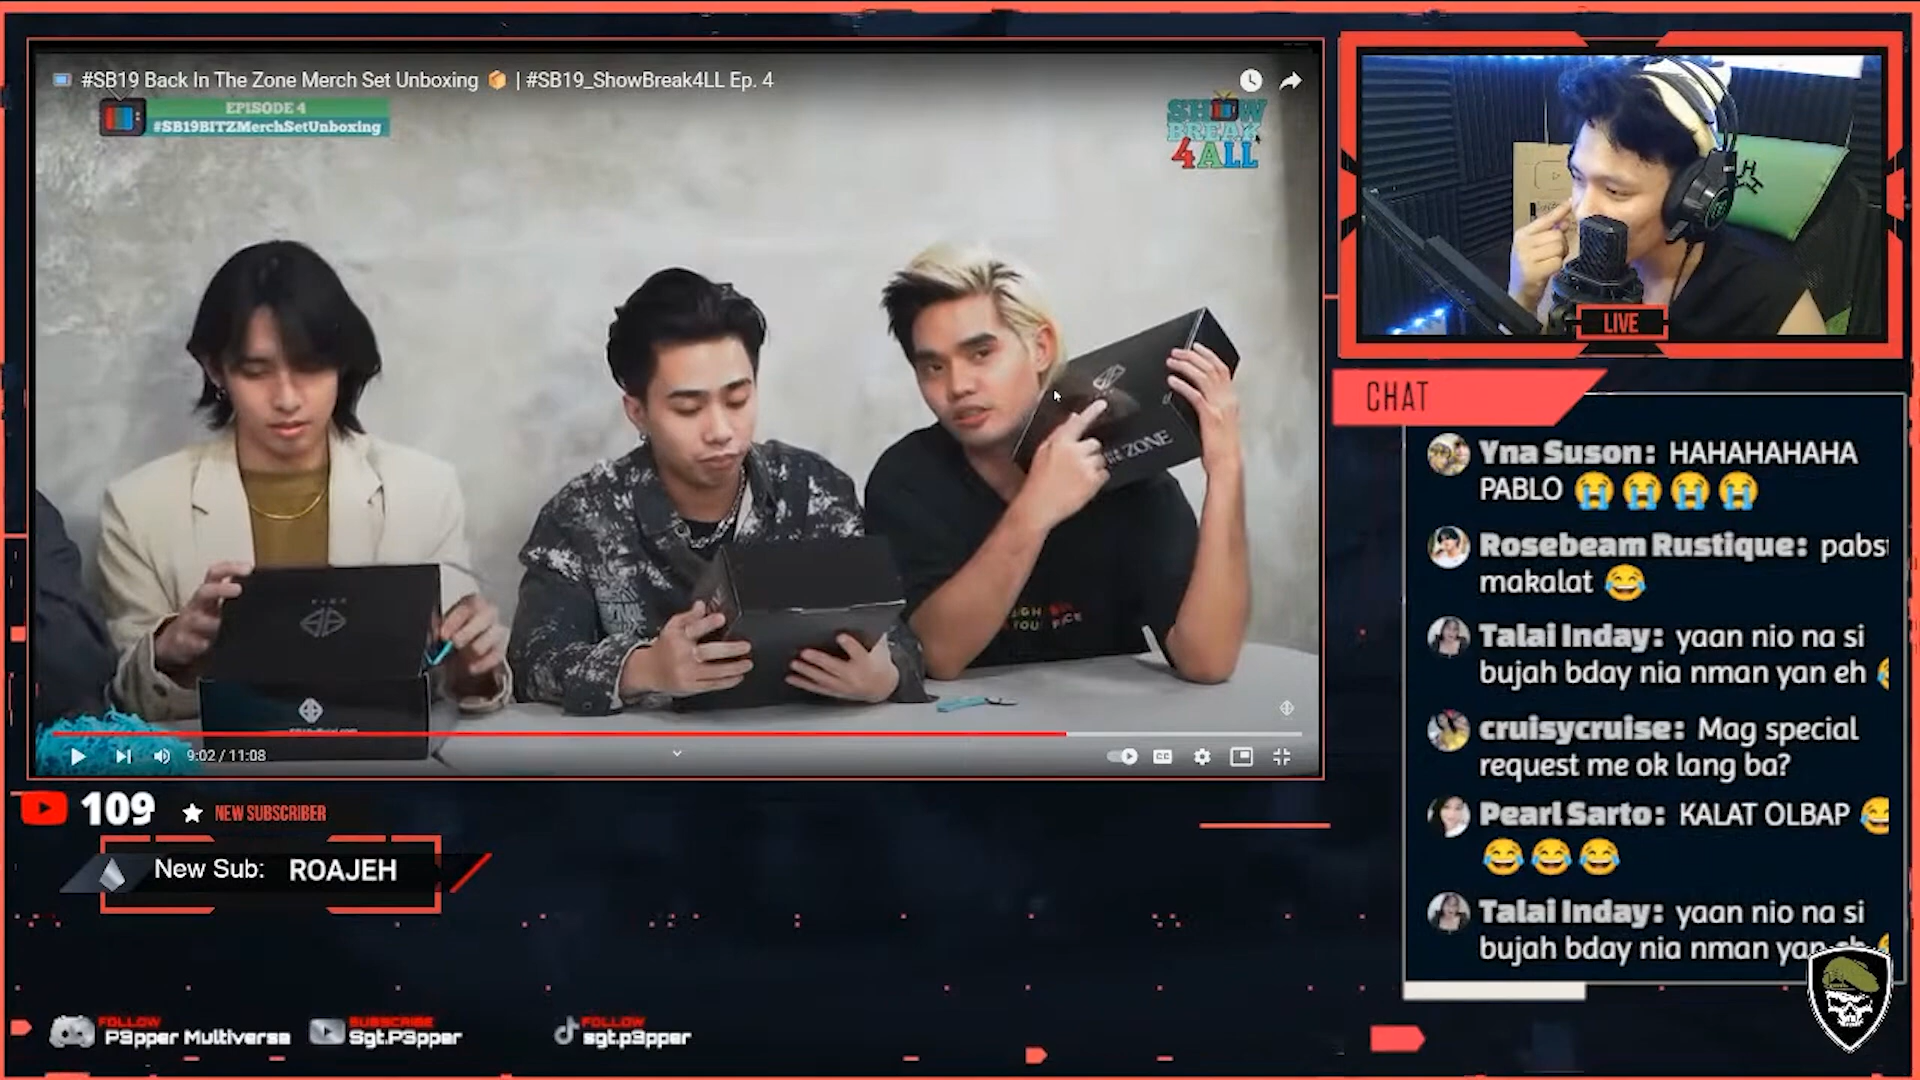 #SB19 Back In The Zone Merch Set Unboxing 📦 | #SB19_ShowBreak4LL Ep. 4
EPISODE 4
#SB19BITZMerchSetUnboxing
SHOW
BREAK
4ALL
ZONE
9:02 / 11:08
CC
LIVE
CHAT
Yna Suson: HAHAHAHAHA
PABLO 😭😭😭😭
Rosebeam Rustique: pabs
makalat 😂
Talai Inday: yaan nio na si
bujah bday nia nman yan eh
cruisycruise: Mag special
request me ok lang ba?
Pearl Sarto: KALAT OLBAP 😂
😂😂😂
Talai Inday: yaan nio na si
bujah bday nia nman yan eh
109
NEW SUBSCRIBER
New Sub: ROAJEH
FOLLOW
P3pper Multiverse
SUBSCRIBE
Sgt.P3pper
FOLLOW
sgt.p3pper